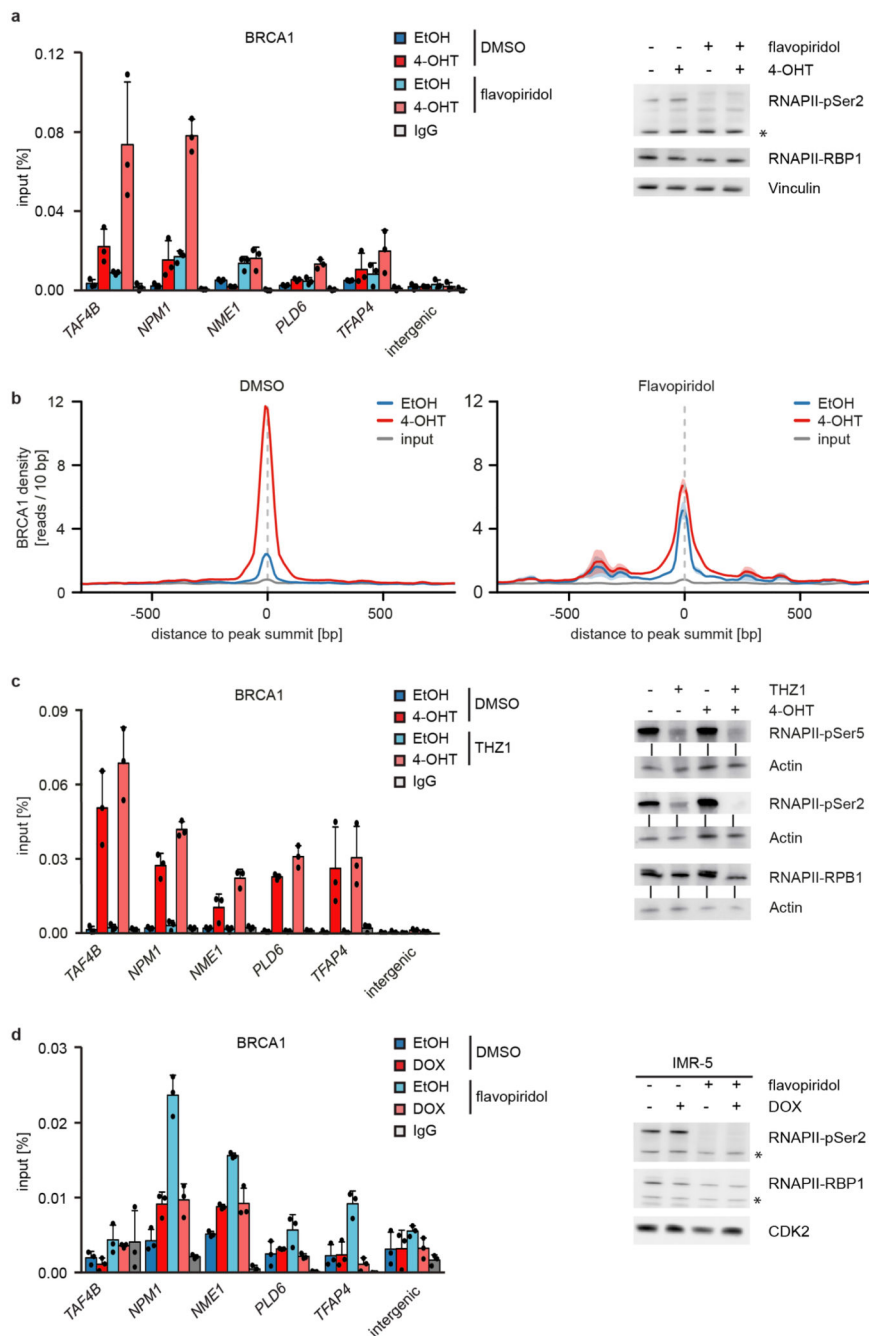 a
BRCA1
EtOH
4-OHT
DMSO
EtOH
4-OHT
flavopiridol
IgG
input [%]
0.12
0.08
0.04
0.00
TAF4B
NPM1
NME1
PLD6
TFAP4
intergenic
- - + + flavopiridol
- + - + 4-OHT
RNAPII-pSer2
*
RNAPII-RBP1
Vinculin
b
DMSO
EtOH
4-OHT
input
BRCA1 density
[reads / 10 bp]
12
8
4
0
-500 0 500
distance to peak summit [bp]
Flavopiridol
EtOH
4-OHT
input
12
8
4
0
-500 0 500
distance to peak summit [bp]
c
BRCA1
EtOH
4-OHT
DMSO
EtOH
4-OHT
THZ1
IgG
input [%]
0.09
0.06
0.03
0.00
TAF4B
NPM1
NME1
PLD6
TFAP4
intergenic
- + - + THZ1
- - + + 4-OHT
RNAPII-pSer5
Actin
RNAPII-pSer2
Actin
RNAPII-RPB1
Actin
d
BRCA1
EtOH
DOX
DMSO
EtOH
DOX
flavopiridol
IgG
input [%]
0.03
0.02
0.01
0.00
TAF4B
NPM1
NME1
PLD6
TFAP4
intergenic
IMR-5
- - + + flavopiridol
- + - + DOX
RNAPII-pSer2
*
RNAPII-RBP1
*
CDK2